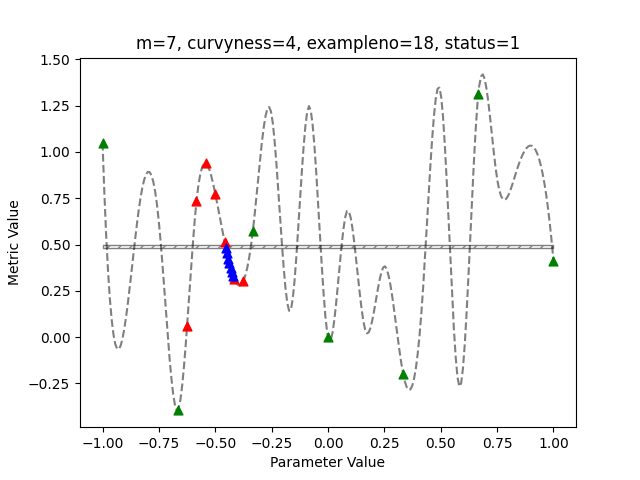 m=7, curvyness=4, exampleno=18, status=1
Metric Value
1.50
1.25
1.00
0.75
0.50
0.25
0.00
−0.25
−1.00 −0.75 −0.50 −0.25 0.00 0.25 0.50 0.75 1.00
Parameter Value